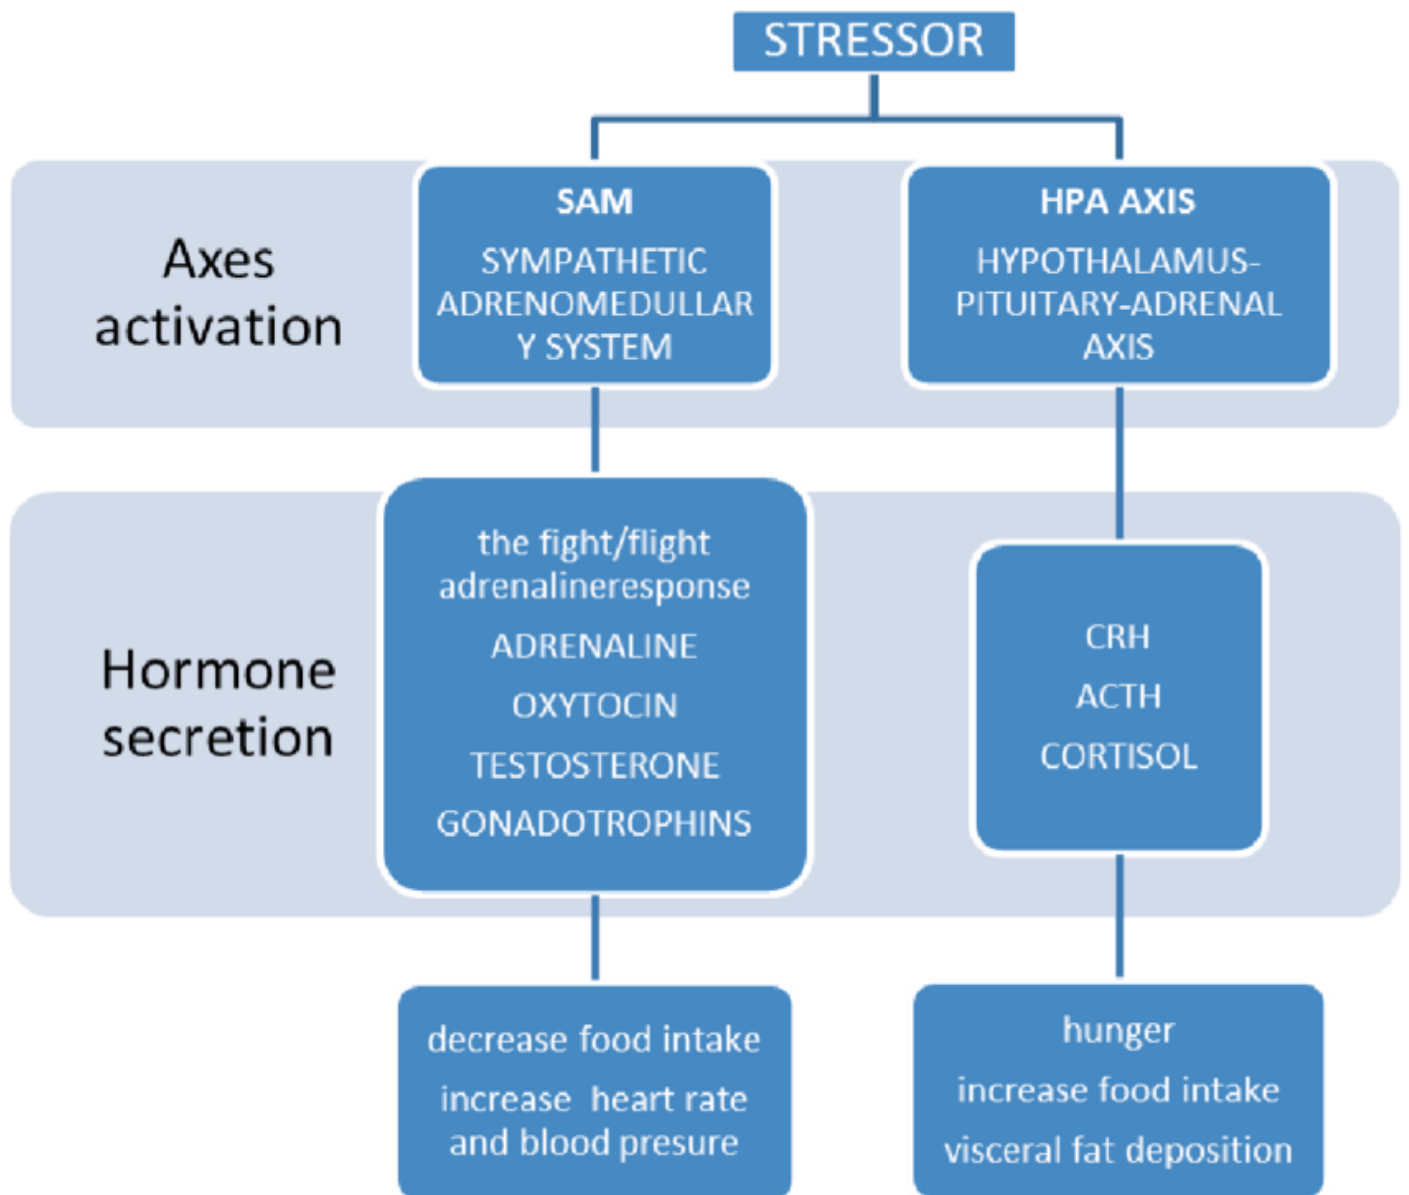 STRESSOR
Axes
activation
SAM
SYMPATHETIC
ADRENOMEDULLAR
Y SYSTEM
HPA AXIS
HYPOTHALAMUS-
PITUITARY-ADRENAL
AXIS
Hormone
secretion
the fight/flight
adrenalineresponse
ADRENALINE
OXYTOCIN
TESTOSTERONE
GONADOTROPHINS
CRH
ACTH
CORTISOL
decrease food intake
increase heart rate
and blood presure
hunger
increase food intake
visceral fat deposition